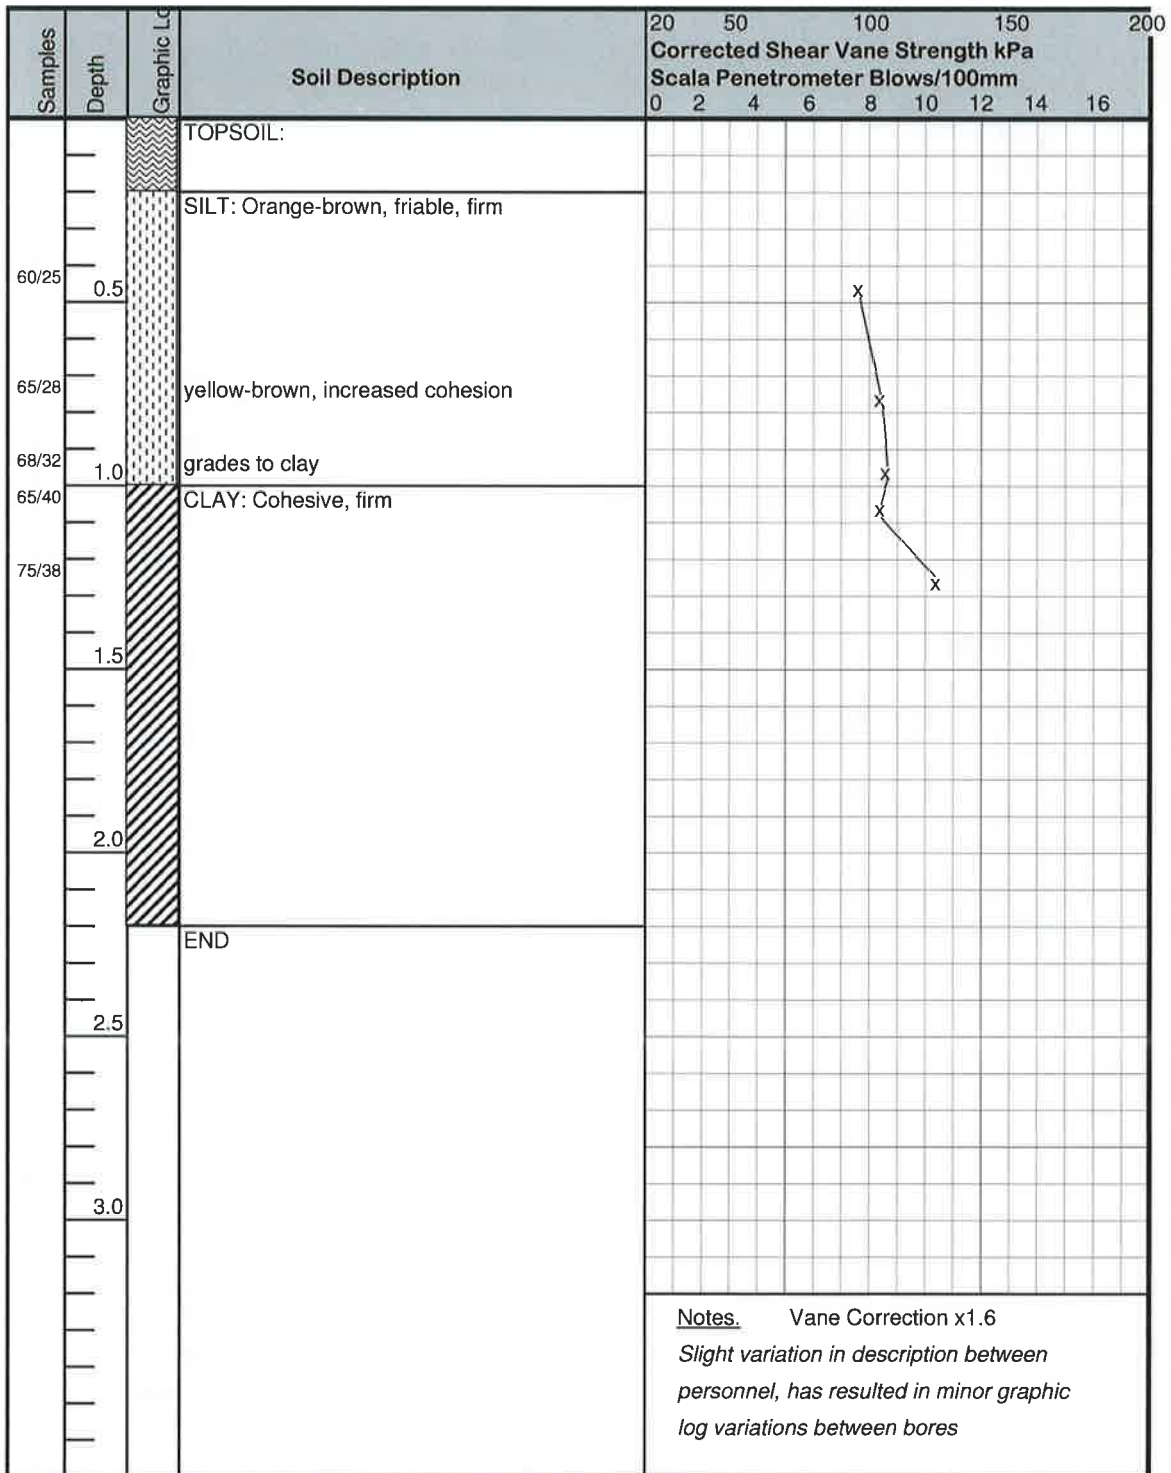 Samples
Depth
Graphic Lo
Soil Description
20 50 100 150 200
Corrected Shear Vane Strength kPa
Scala Penetrometer Blows/100mm
0 2 4 6 8 10 12 14 16
TOPSOIL:
SILT: Orange-brown, friable, firm
60/25
0.5
65/28
yellow-brown, increased cohesion
68/32
1.0
grades to clay
65/40
CLAY: Cohesive, firm
75/38
1.5
2.0
END
2.5
3.0
x
x
x
x
x
Notes. Vane Correction x1.6
Slight variation in description between
personnel, has resulted in minor graphic
log variations between bores